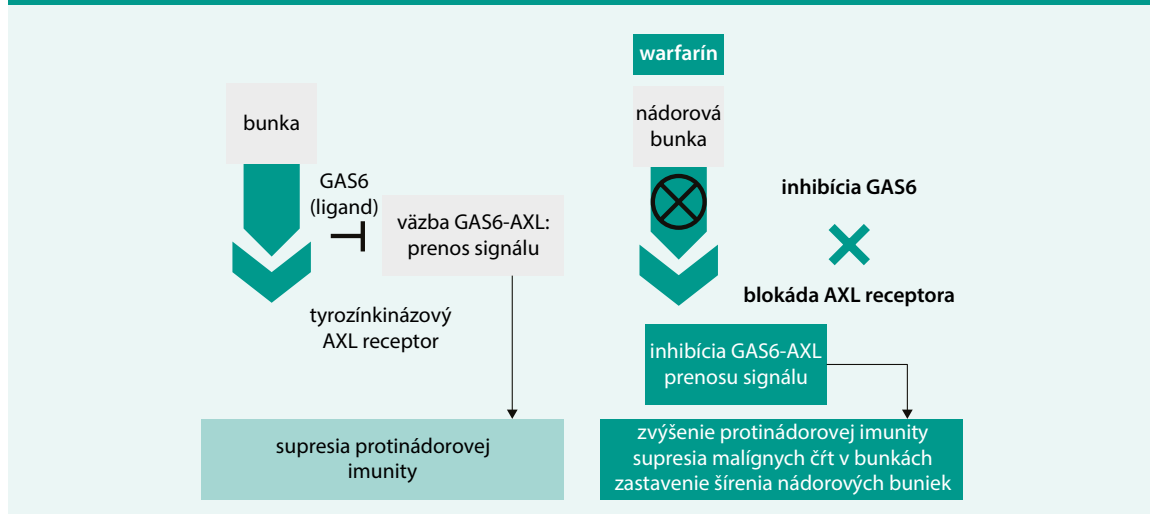 bunka
GAS6
(ligand)
väzba GAS6-AXL:
prenos signálu
tyrozínkinázový
AXL receptor
supresia protinádorovej
imunity
warfarín
nádorová
bunka
inhibícia GAS6
blokáda AXL receptora
inhibícia GAS6-AXL
prenosu signálu
zvýšenie protinádorovej imunity
supresia malígnych čŕt v bunkách
zastavenie šírenia nádorových buniek